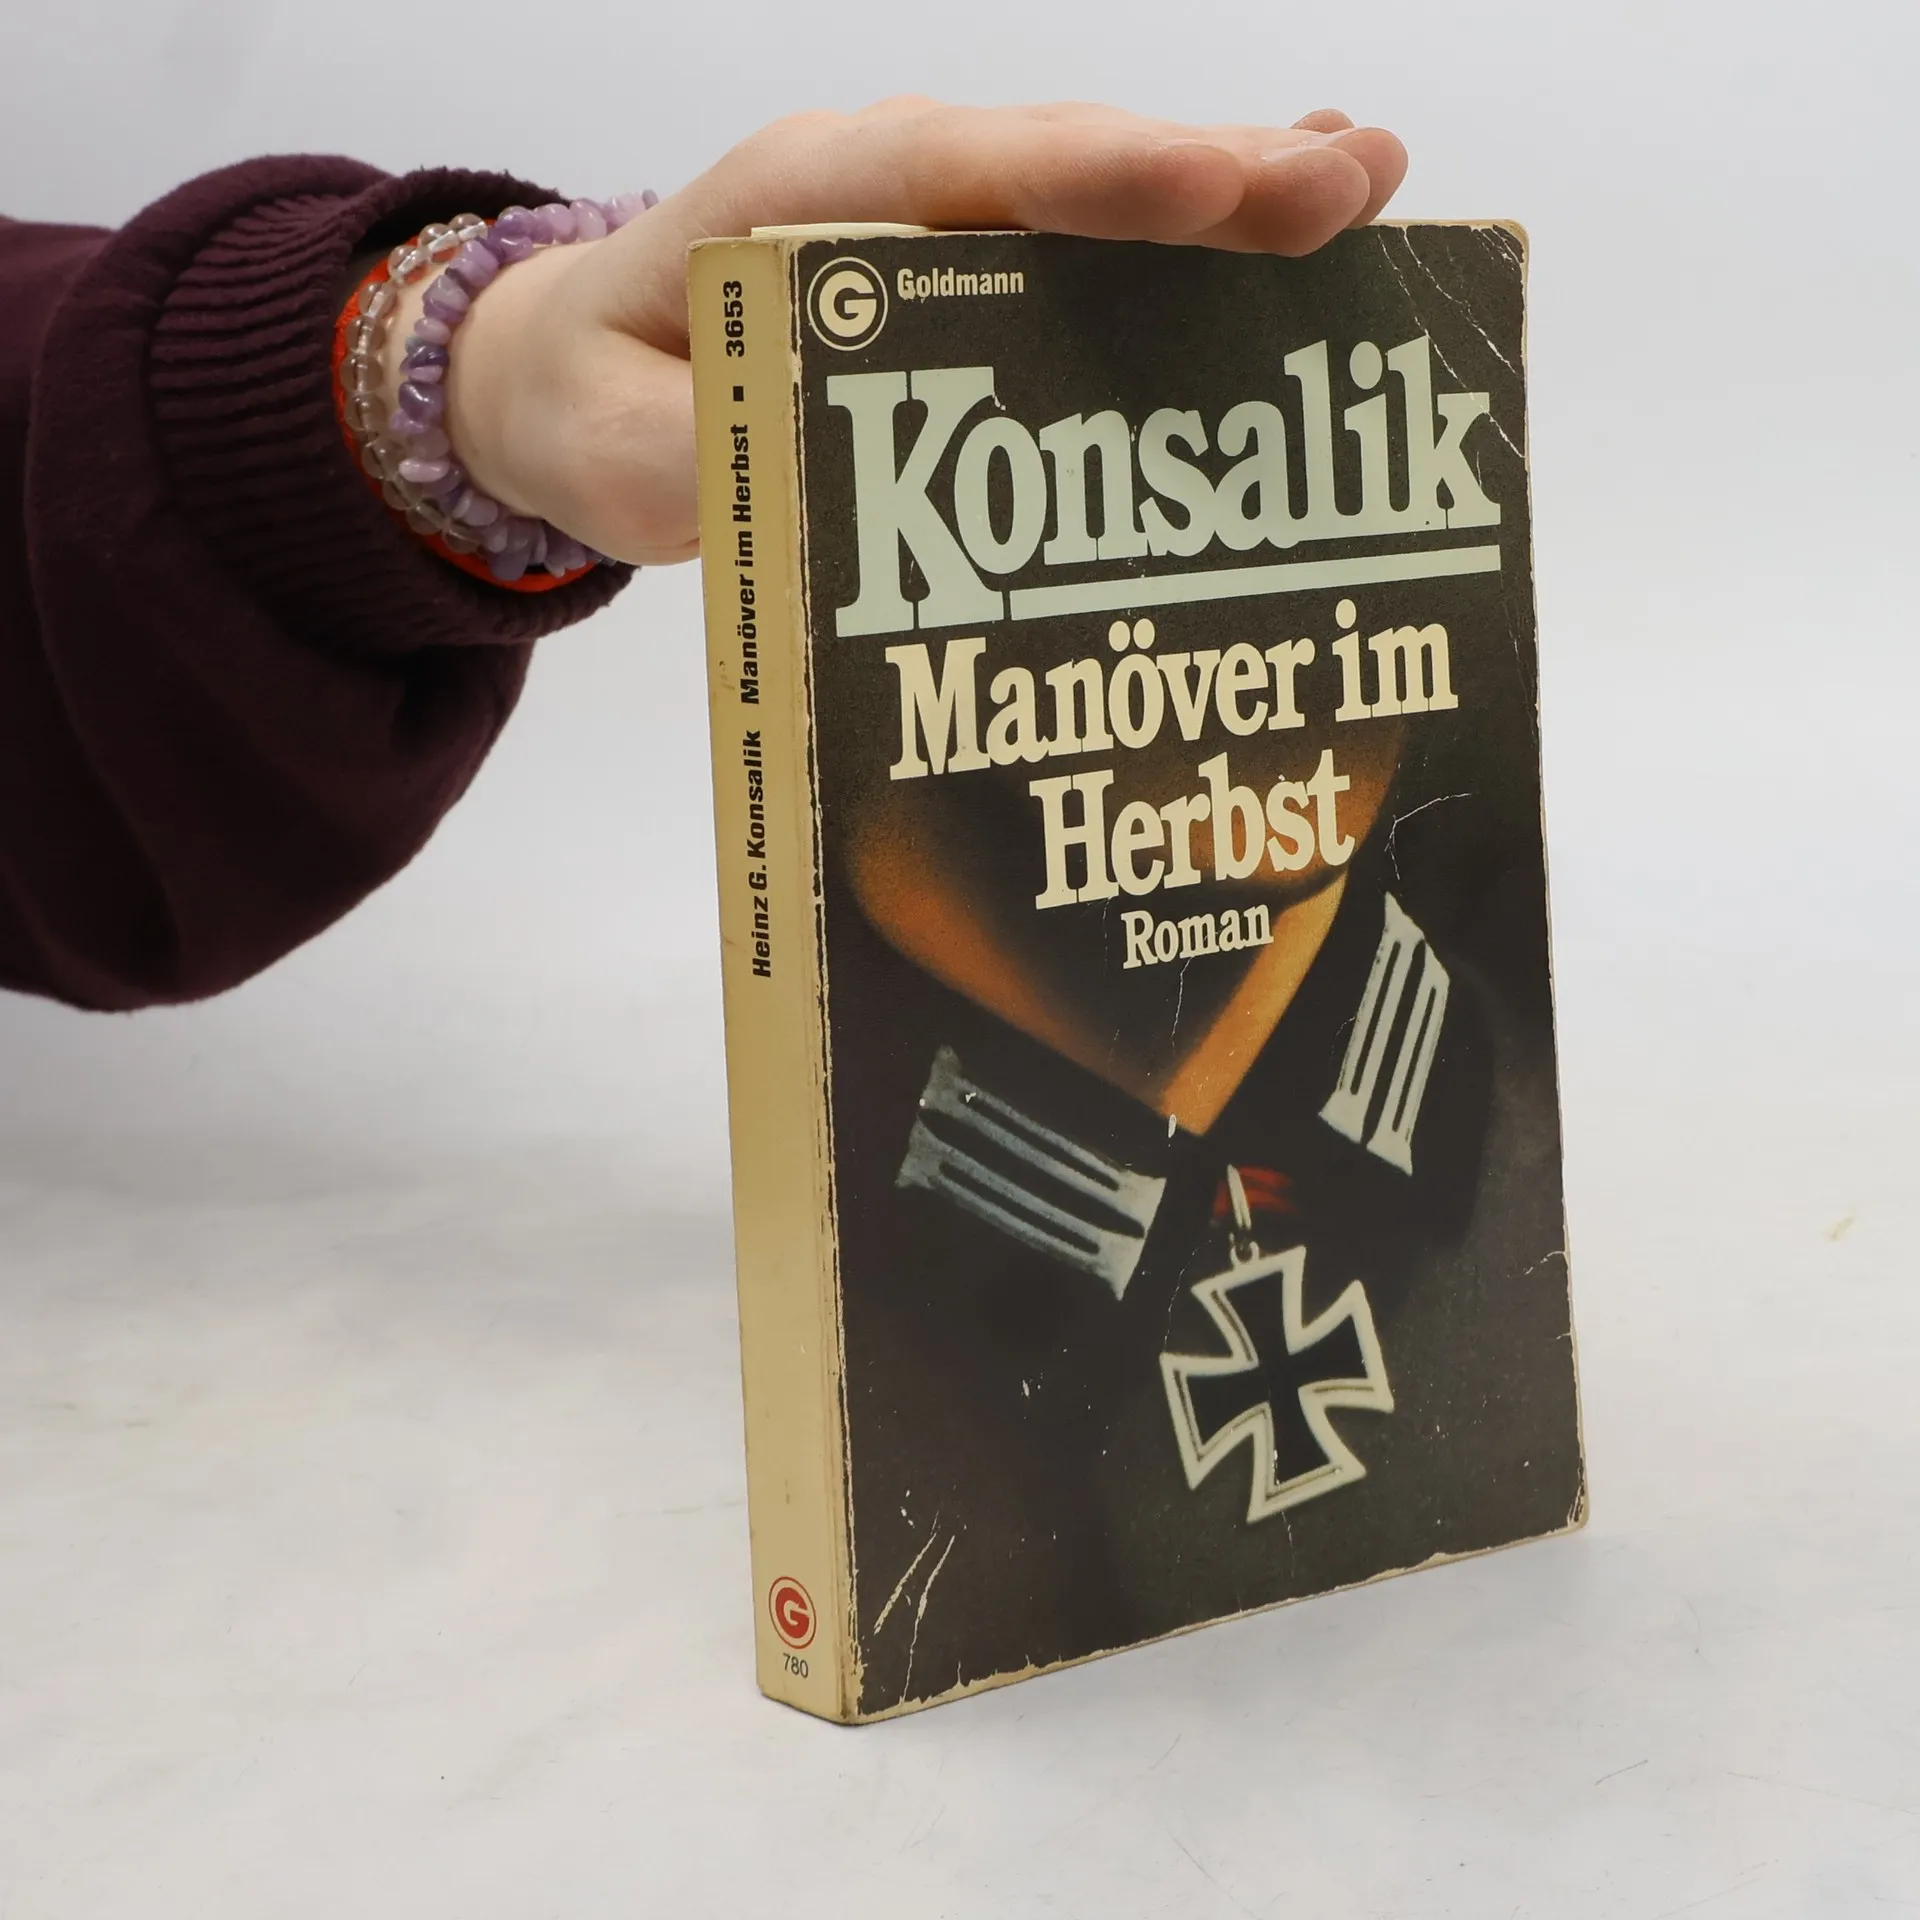 G Goldmann
Konsalik
Manöver im
Herbst
Roman
Heinz G. Konsalik Manöver im Herbst ■ 3653
G
780